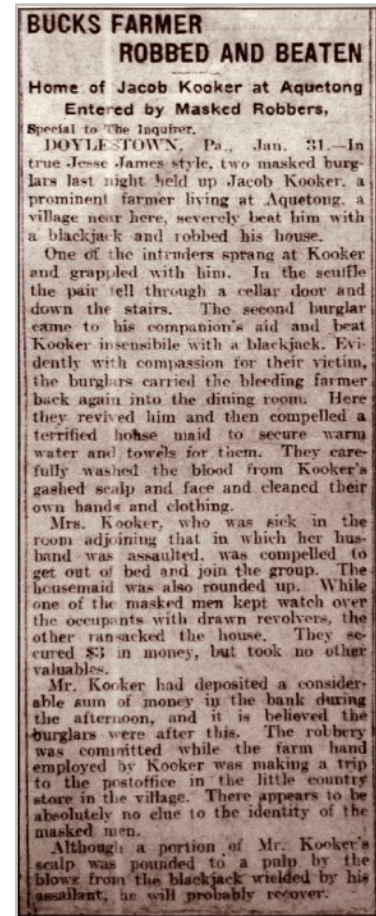 BUCKS FARMER
ROBBED AND BEATEN
Home of Jacob Kooker at Aquetong
Entered by Masked Robbers,
Special to The Inquirer.
DOYLESTOWN, Pa., Jan. 31.—In
true Jesse James style, two masked burg-
lars last night held up Jacob Kooker, a
prominent farmer living at Aquetong, a
village near here, severely beat him with
a blackjack and robbed his house.
One of the intruders sprang at Kooker
and grappled with him. In the scuffle
the pair fell through a cellar door and
down the stairs. The second burglar
came to his companion's aid and beat
Kooker insensibile with a blackjack. Evi-
dently with compassion for their victim,
the burglars carried the bleeding farmer
back again into the dining room. Here
they revived him and then compelled a
terrified house maid to secure warm
water and towels for them. They care-
fully washed the blood from Kooker's
gashed scalp and face and cleaned their
own hands and clothing.
Mrs. Kooker, who was sick in the
room adjoining that in which her hus-
band was assaulted, was compelled to
get out of bed and join the group. The
housemaid was also rounded up. While
one of the masked men kept watch over
the occupants with drawn revolvers, the
other ransacked the house. They se-
cured $3 in money, but took no other
valuables.
Mr. Kooker had deposited a consider-
able sum of money in the bank during
the afternoon, and it is believed the
burglars were after this. The robbery
was committed while the farm hand
employed by Kooker was making a trip
to the postoffice in the little country
store in the village. There appears to be
absolutely no clue to the identity of the
masked men.
Although a portion of Mr. Kooker's
scalp was pounded to a pulp by the
blows from the blackjack wielded by his
assailant, he will probably recover.